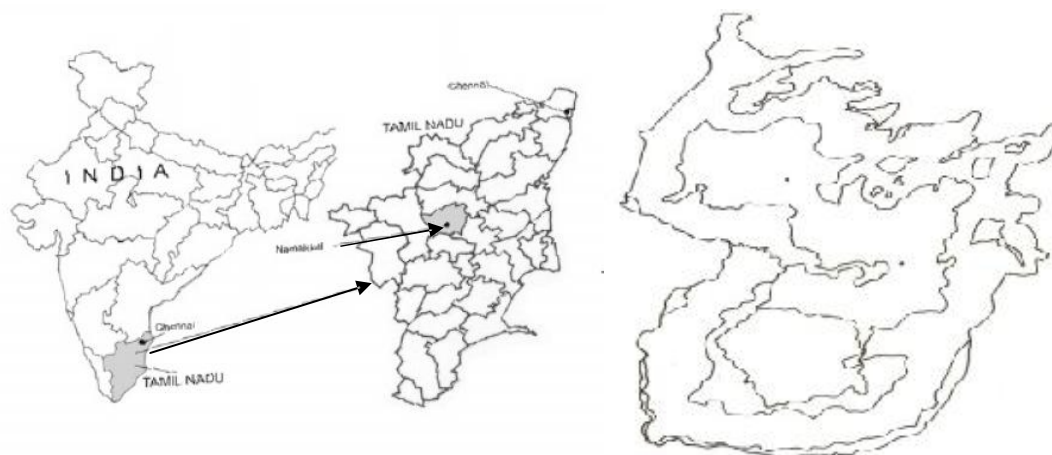 INDIA
Chennai
TAMIL NADU
Chennai
TAMIL NADU
Namakkal